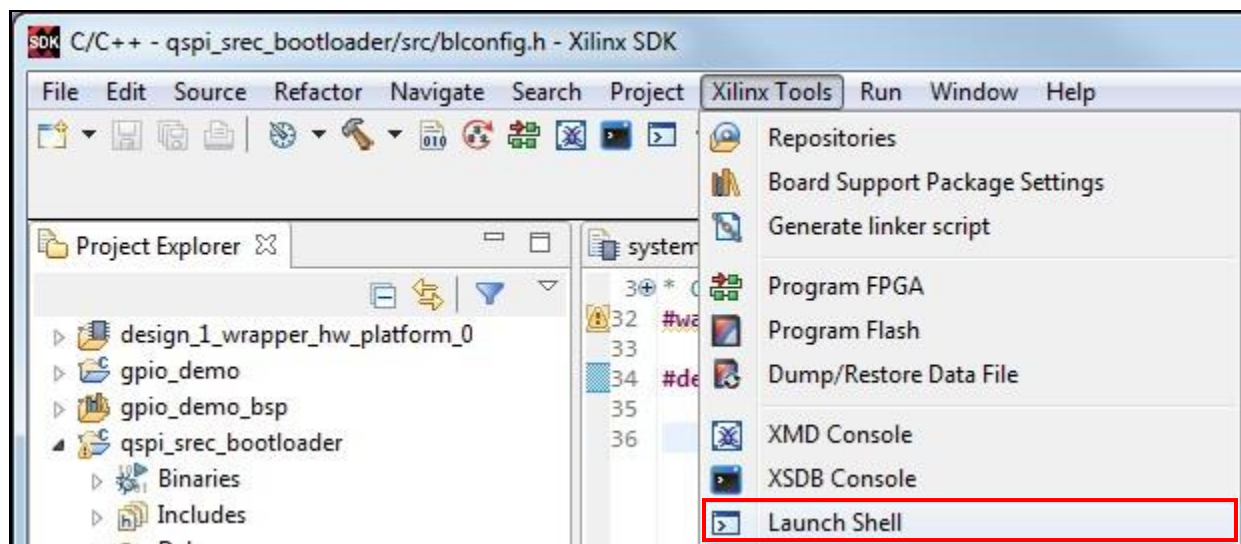 SDK C/C++ - qspi_srec_bootloader/src/blconfig.h - Xilinx SDK
File Edit Source Refactor Navigate Search Project Xilinx Tools Run Window Help
010
Repositories
Board Support Package Settings
Generate linker script
Program FPGA
Program Flash
Dump/Restore Data File
XMD Console
XSDB Console
Launch Shell
Project Explorer
design_1_wrapper_hw_platform_0
gpio_demo
gpio_demo_bsp
qspi_srec_bootloader
Binaries
Includes
system
3 *
32 #wa
33
34 #de
35
36